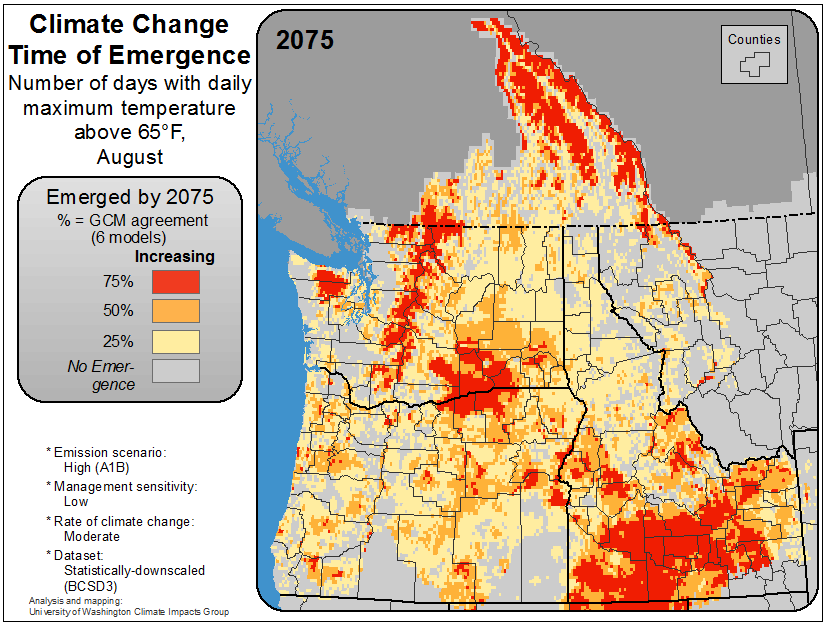 Climate Change
Time of Emergence
Number of days with daily
maximum temperature
above 65°F,
August
Emerged by 2075
% = GCM agreement
(6 models)
Increasing
75%
50%
25%
No Emer-
gence
* Emission scenario:
High (A1B)
* Management sensitivity:
Low
* Rate of climate change:
Moderate
* Dataset:
Statistically-downscaled
(BCSD3)
Analysis and mapping:
University of Washington Climate Impacts Group
2075
Counties